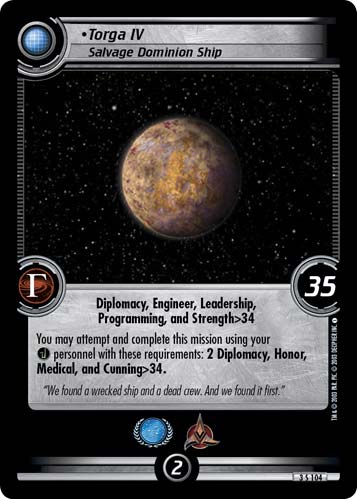 •Torga IV
Salvage Dominion Ship
Γ
35
Diplomacy, Engineer, Leadership,
Programming, and Strength>34
You may attempt and complete this mission using your
personnel with these requirements: 2 Diplomacy, Honor,
Medical, and Cunning>34.
"We found a wrecked ship and a dead crew. And we found it first."
2
3 S 104